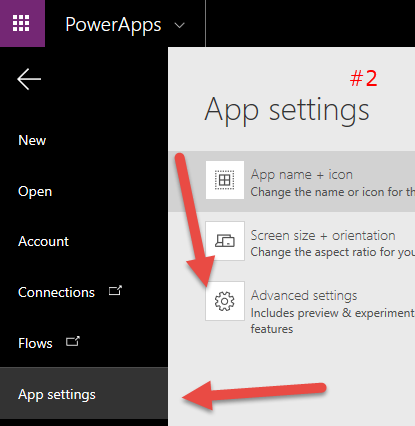 PowerApps
#2
App settings
New
Open
Account
Connections
Flows
App settings
App name + icon
Change the name or icon for th
Screen size + orientation
Change the aspect ratio for you
Advanced settings
Includes preview & experiment
features